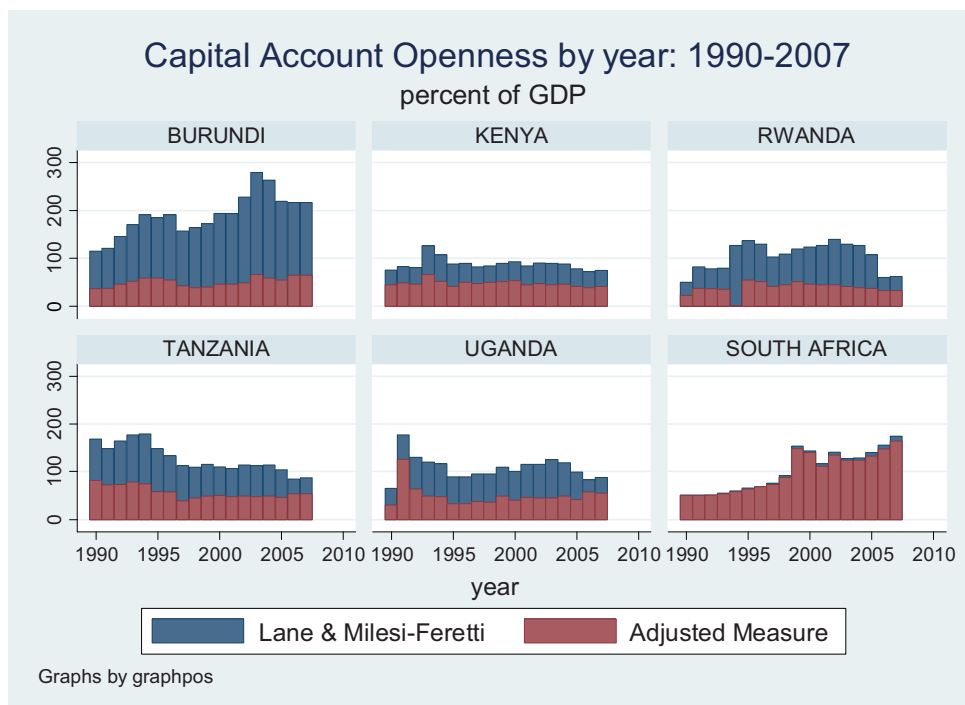 Capital Account Openness by year: 1990-2007
percent of GDP
BURUNDI KENYA RWANDA
300
200
100
0
TANZANIA UGANDA SOUTH AFRICA
300
200
100
0
1990 1995 2000 2005 2010 1990 1995 2000 2005 2010 1990 1995 2000 2005 2010
year
Lane & Milesi-Feretti Adjusted Measure
Graphs by graphpos